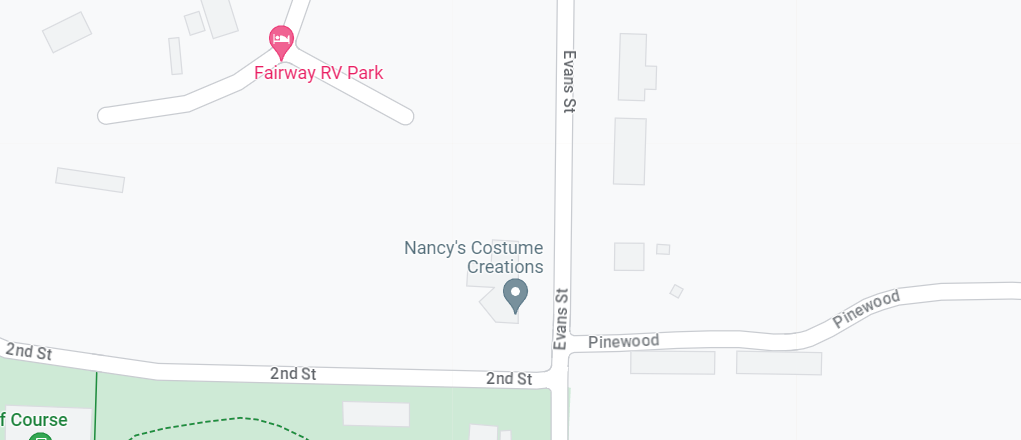 Evans St
Fairway RV Park
Nancy's Costume
Creations
Evans St
Pinewood
Pinewood
2nd St
2nd St
2nd St
f Course